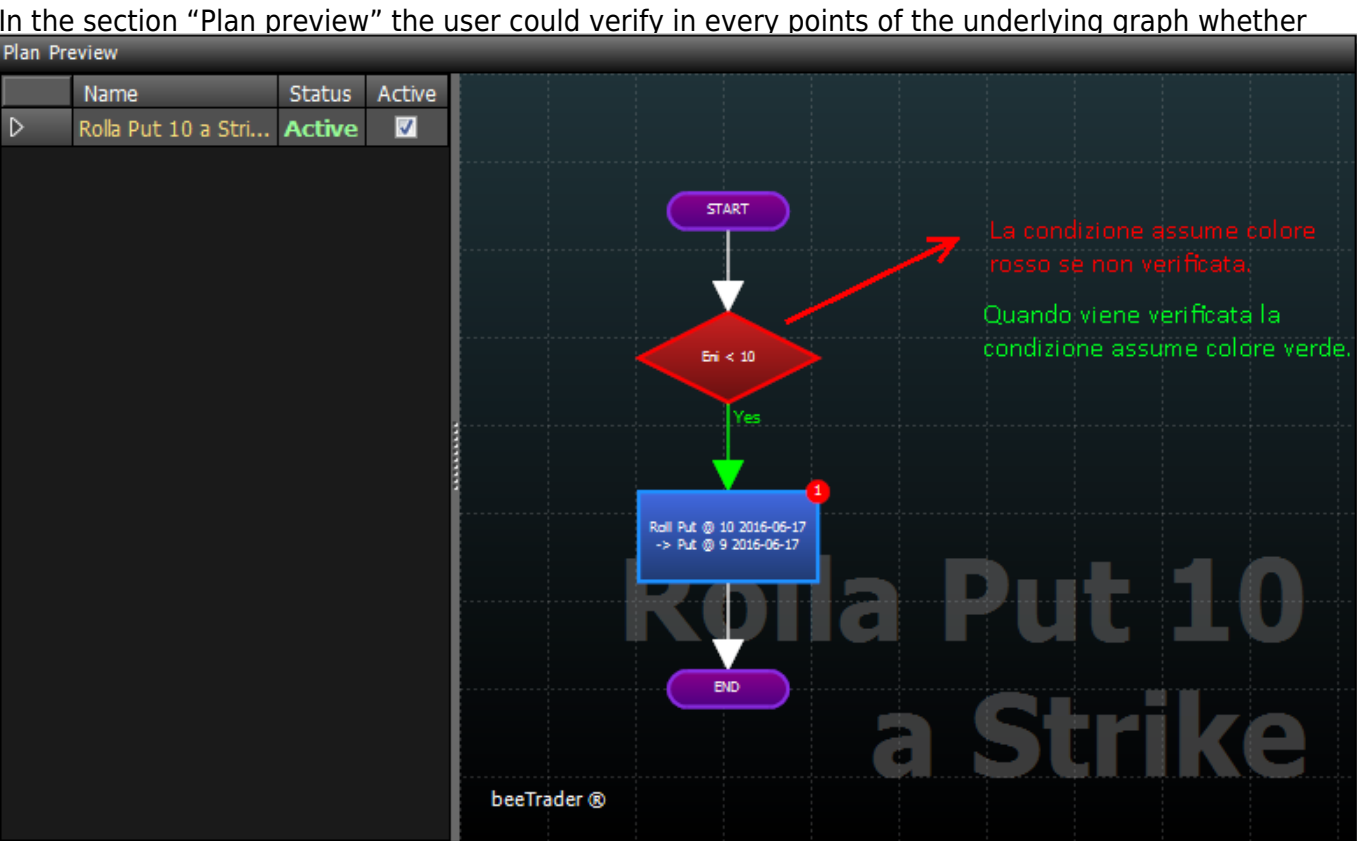 In the section “Plan preview” the user could verify in every points of the underlying graph whether
Plan Preview
Name Status Active
Rolla Put 10 a Stri... Active
START
La condizione assume colore
rosso se non verificata.
Quando viene verificata la
condizione assume colore verde.
Eni < 10
Yes
1
Roll Put @ 10 2016-06-17
-> Put @ 9 2016-06-17
Rolla Put 10
a Strike
END
beeTrader ®